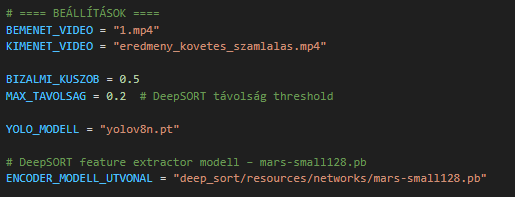 # ==== BEÁLLÍTÁSOK ====
BEMENET_VIDEO = "1.mp4"
KIMENET_VIDEO = "eredmeny_kovetes_szamlalas.mp4"
BIZALMI_KUSZOB = 0.5
MAX_TAVOLSAG = 0.2  # DeepSORT távolság threshold
YOLO_MODELL = "yolov8n.pt"
# DeepSORT feature extractor modell – mars-small128.pb
ENCODER_MODELL_UTVONAL = "deep_sort/resources/networks/mars-small128.pb"